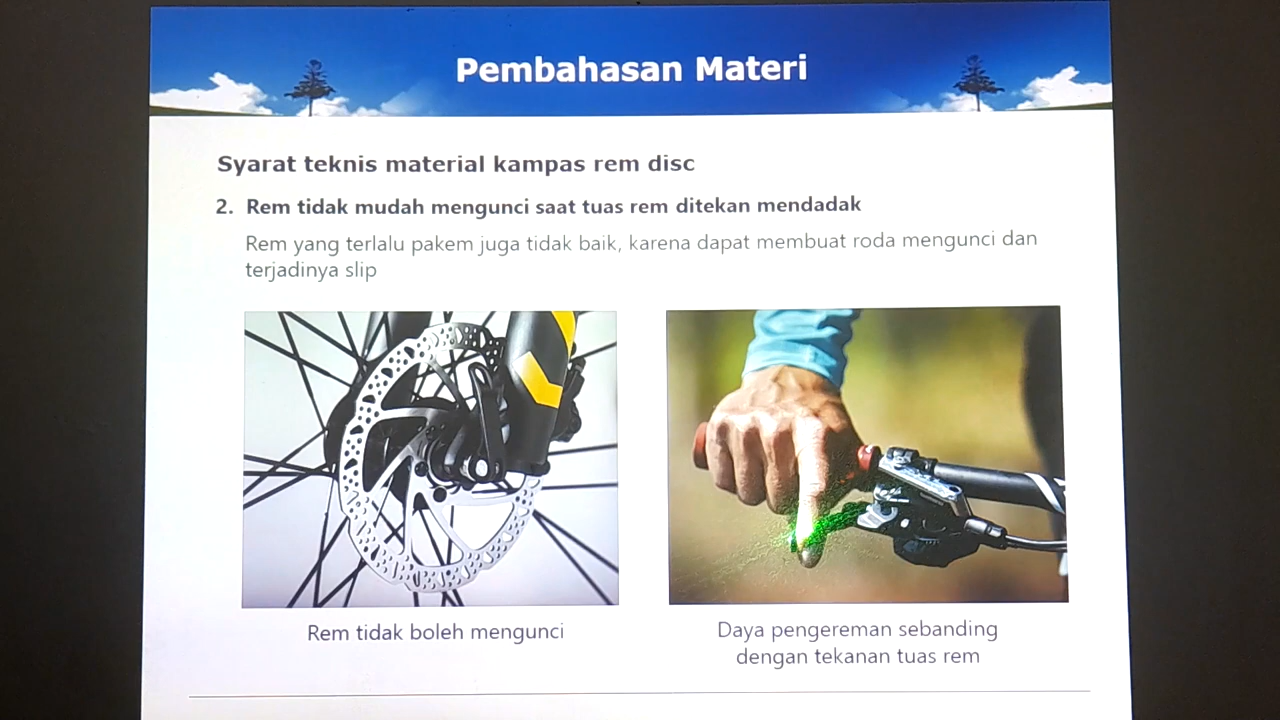 Pembahasan Materi
Syarat teknis material kampas rem disc
2. Rem tidak mudah mengunci saat tuas rem ditekan mendadak
Rem yang terlalu pakem juga tidak baik, karena dapat membuat roda mengunci dan
terjadinya slip
Rem tidak boleh mengunci
Daya pengereman sebanding
dengan tekanan tuas rem